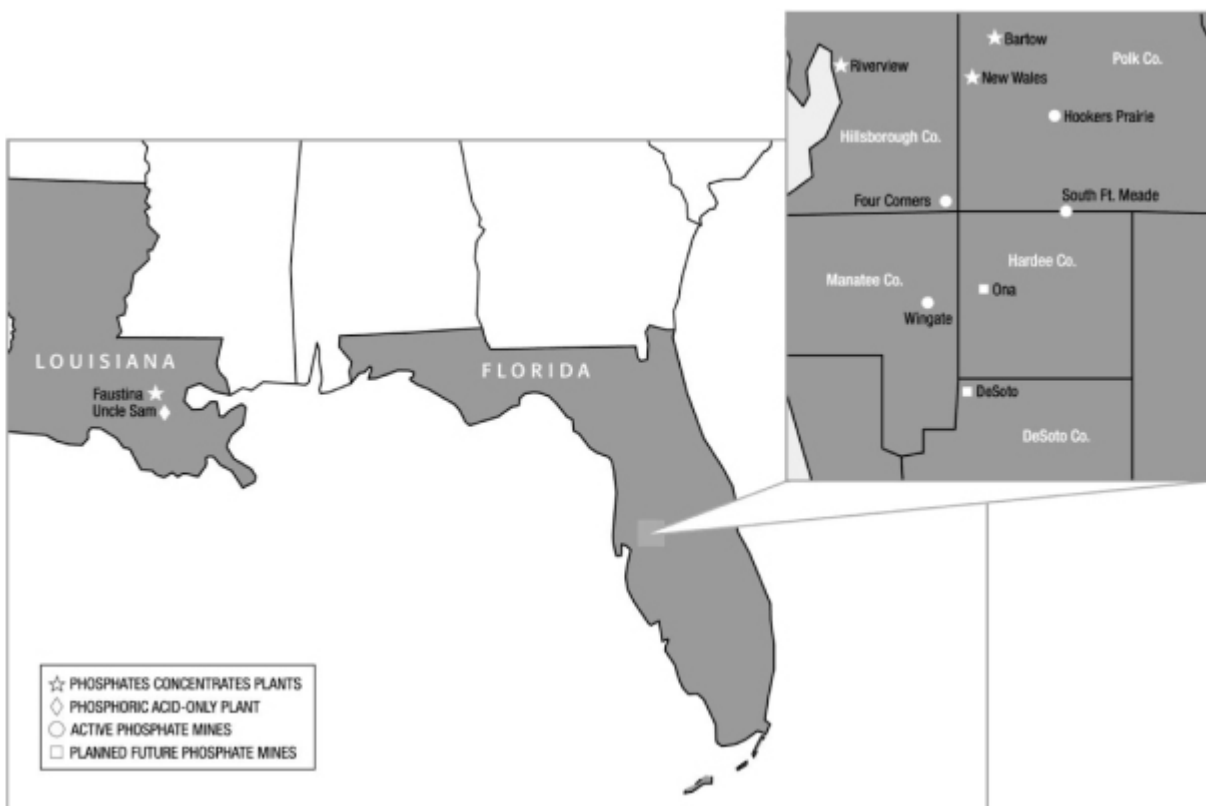 Bartow
Riverview
Polk Co.
New Wales
Hookers Prairie
Hillsborough Co.
South Ft. Meade
Four Corners
Hardee Co.
Manatee Co.
Ona
Wingate
DeSoto
DeSoto Co.
LOUISIANA
FLORIDA
Faustina
Uncle Sam
PHOSPHATES CONCENTRATES PLANTS
PHOSPHORIC ACID-ONLY PLANT
ACTIVE PHOSPHATE MINES
PLANNED FUTURE PHOSPHATE MINES